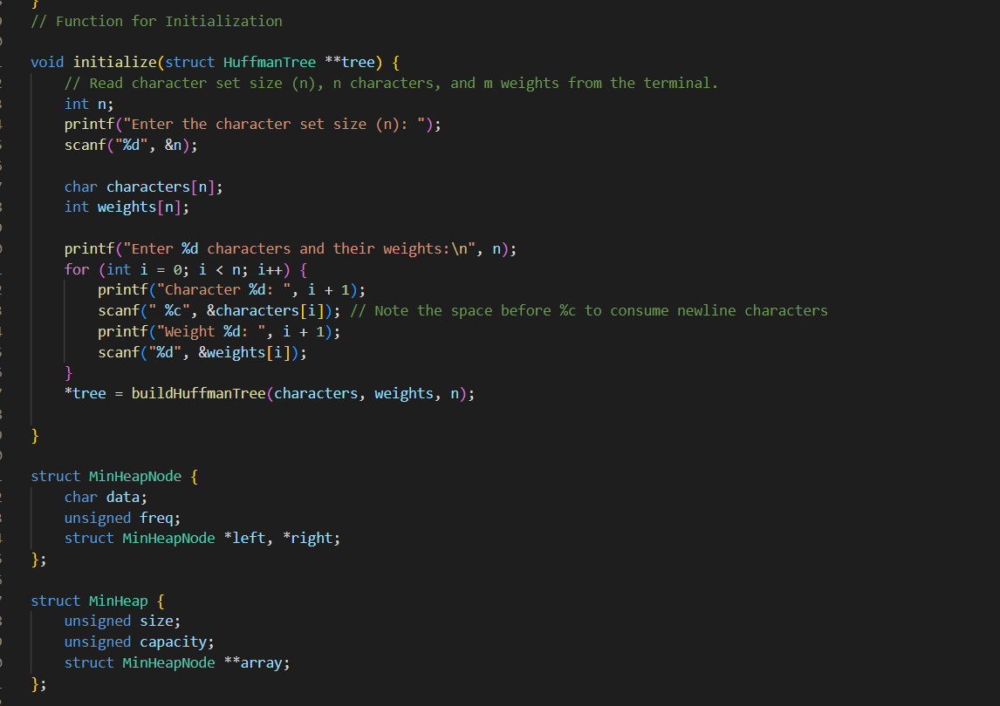 }
// Function for Initialization
void initialize(struct HuffmanTree **tree) {
// Read character set size (n), n characters, and m weights from the terminal.
int n;
printf("Enter the character set size (n): ");
scanf("%d", &n);
char characters[n];
int weights[n];
printf("Enter %d characters and their weights:\n", n);
for (int i = 0; i < n; i++) {
printf("Character %d: ", i + 1);
scanf(" %c", &characters[i]); // Note the space before %c to consume newline characters
printf("Weight %d: ", i + 1);
scanf("%d", &weights[i]);
}
*tree = buildHuffmanTree(characters, weights, n);
}
struct MinHeapNode {
char data;
unsigned freq;
struct MinHeapNode *left, *right;
};
struct MinHeap {
unsigned size;
unsigned capacity;
struct MinHeapNode **array;
};